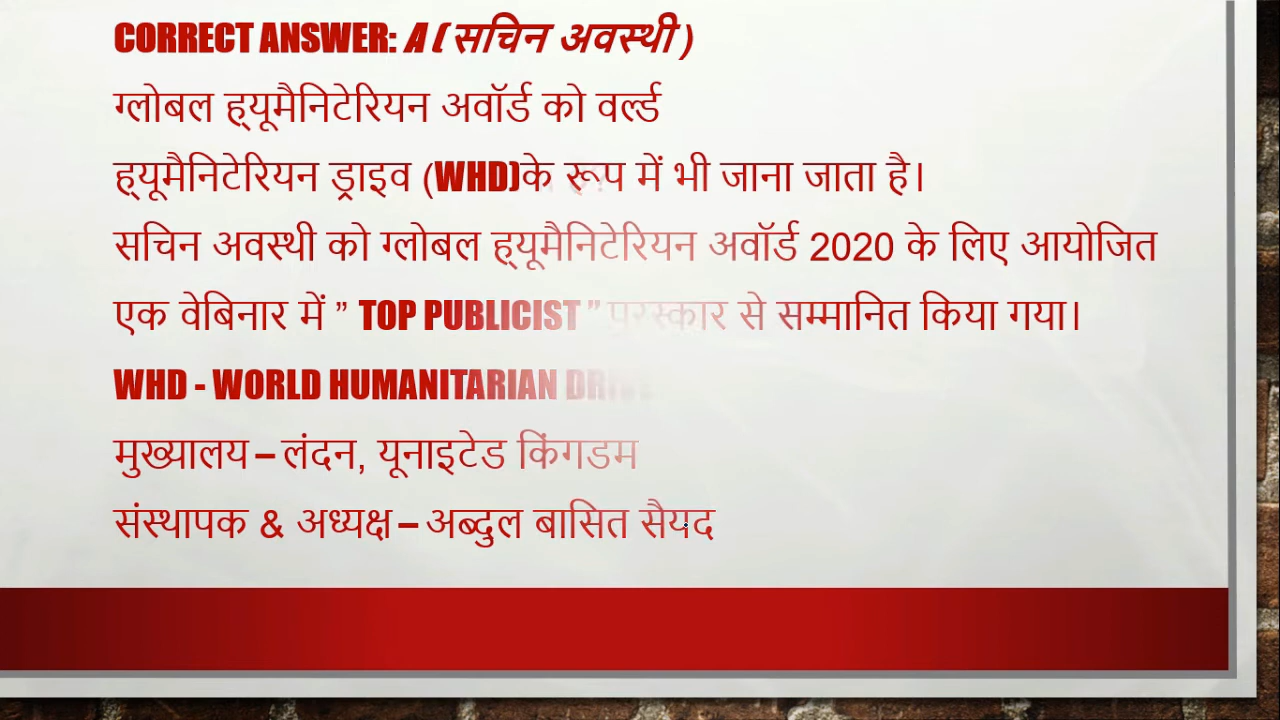 CORRECT ANSWER: A ( सचिन अवस्थी )
ग्लोबल ह्यूमैनिटेरियन अवॉर्ड को वर्ल्ड
ह्यूमैनिटेरियन ड्राइव (WHD)के रूप में भी जाना जाता है।
सचिन अवस्थी को ग्लोबल ह्यूमैनिटेरियन अवॉर्ड 2020 के लिए आयोजित
एक वेबिनार में ” TOP PUBLICIST ” पुरस्कार से सम्मानित किया गया।
WHD - WORLD HUMANITARIAN DRIVE
मुख्यालय – लंदन, यूनाइटेड किंगडम
संस्थापक & अध्यक्ष – अब्दुल बासित सैयद